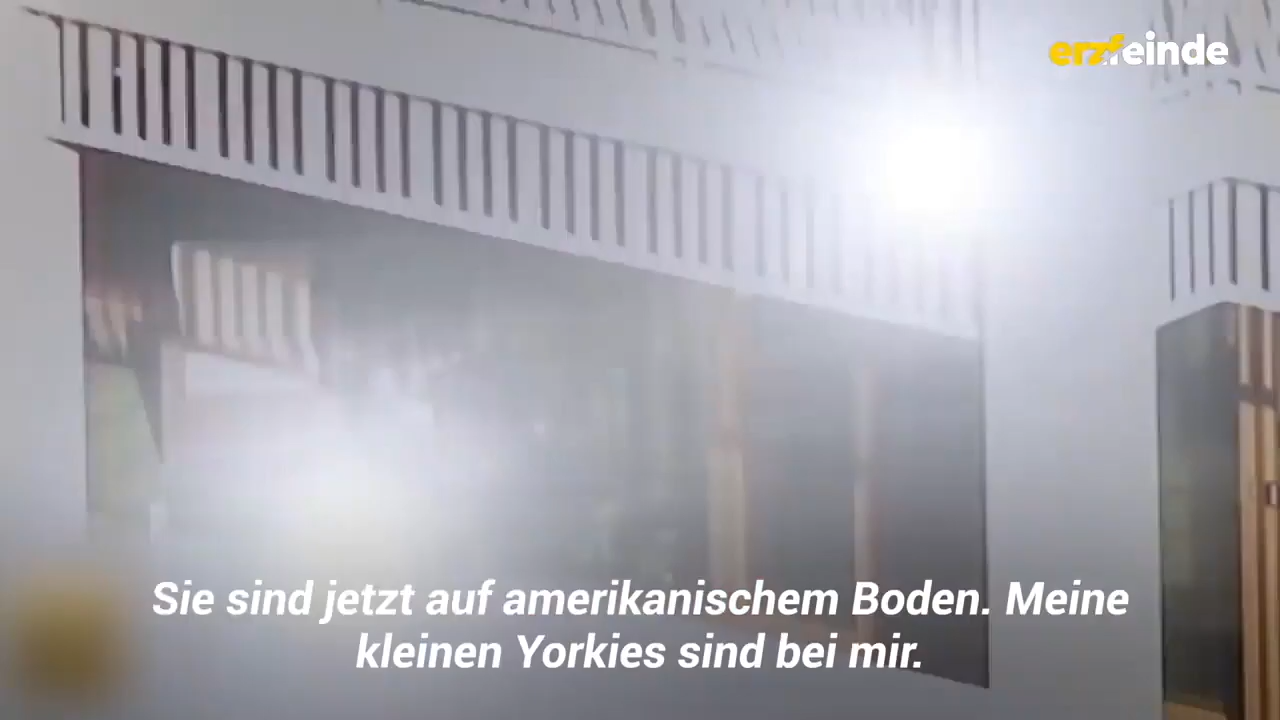 erzfeinde
Sie sind jetzt auf amerikanischem Boden. Meine
kleinen Yorkies sind bei mir.